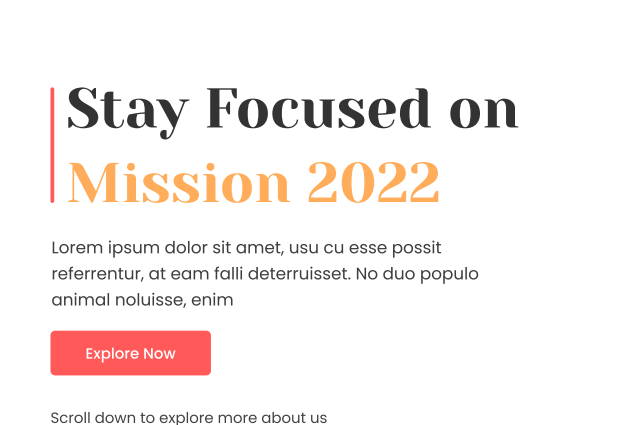 Stay Focused on
Mission 2022
Lorem ipsum dolor sit amet, usu cu esse possit
referrentur, at eam falli deterruisset. No duo populo
animal noluisse, enim
Explore Now
Scroll down to explore more about us